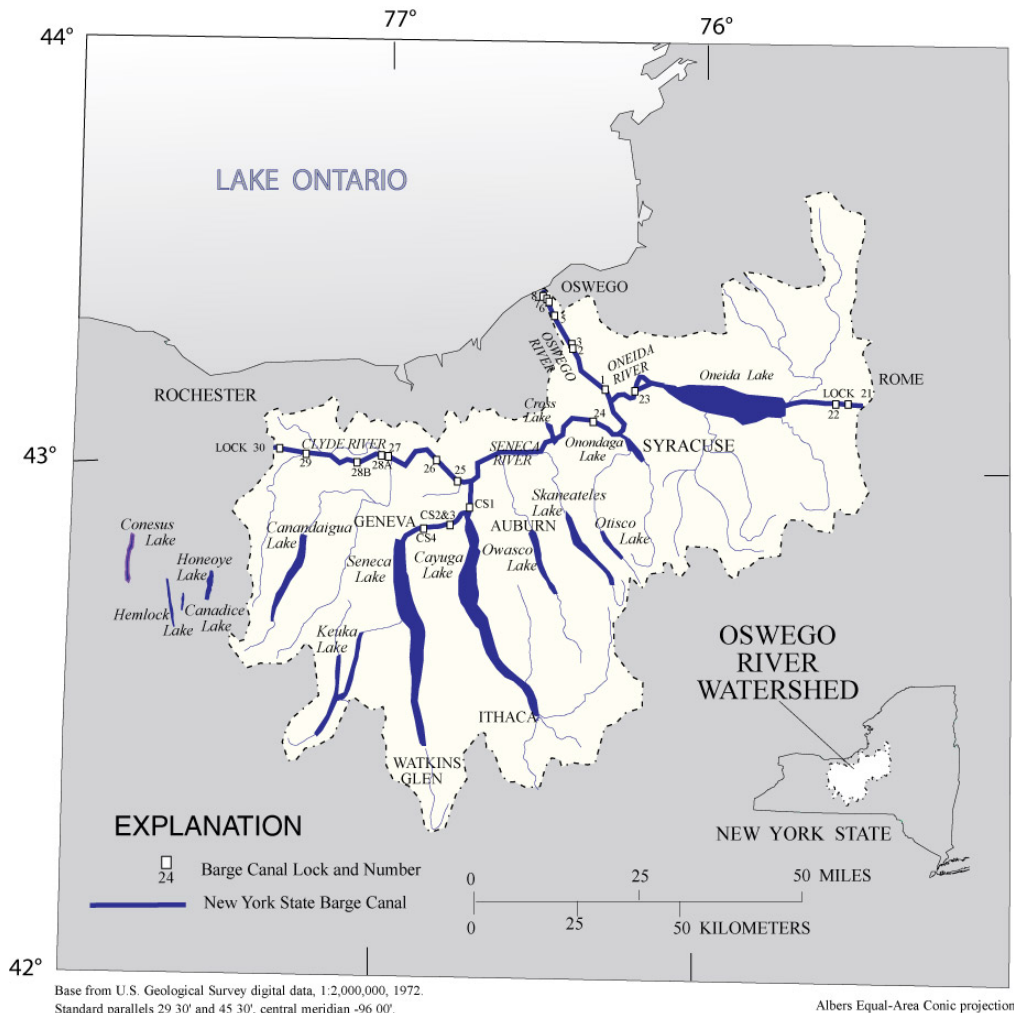 77°
76°
44°
LAKE ONTARIO
OSWEGO
8
6
5
OSWEGO
RIVER
3
2
ONEIDA
RIVER
1
23
Oneida Lake
ROME
LOCK 21
22
ROCHESTER
Cross
Lake
24
LOCK 30
CLYDE RIVER
27
29
28B
28A
26
25
SENECA
RIVER
Onondaga
Lake
SYRACUSE
43°
CS1
CS2&3
CS4
GENEVA
AUBURN
Skaneateles
Lake
Otisco
Lake
Conesus
Lake
Canandaigua
Lake
Seneca
Lake
Cayuga
Lake
Owasco
Lake
Honeoye
Lake
Hemlock
Lake
Canadice
Lake
Keuka
Lake
ITHACA
WATKINS
GLEN
OSWEGO
RIVER
WATERSHED
NEW YORK STATE
EXPLANATION
24
Barge Canal Lock and Number
New York State Barge Canal
0 25 50 MILES
0 25 50 KILOMETERS
42°
Base from U.S. Geological Survey digital data, 1:2,000,000, 1972.
Standard parallels 29 30' and 45 30', central meridian -96 00'.
Albers Equal-Area Conic projection